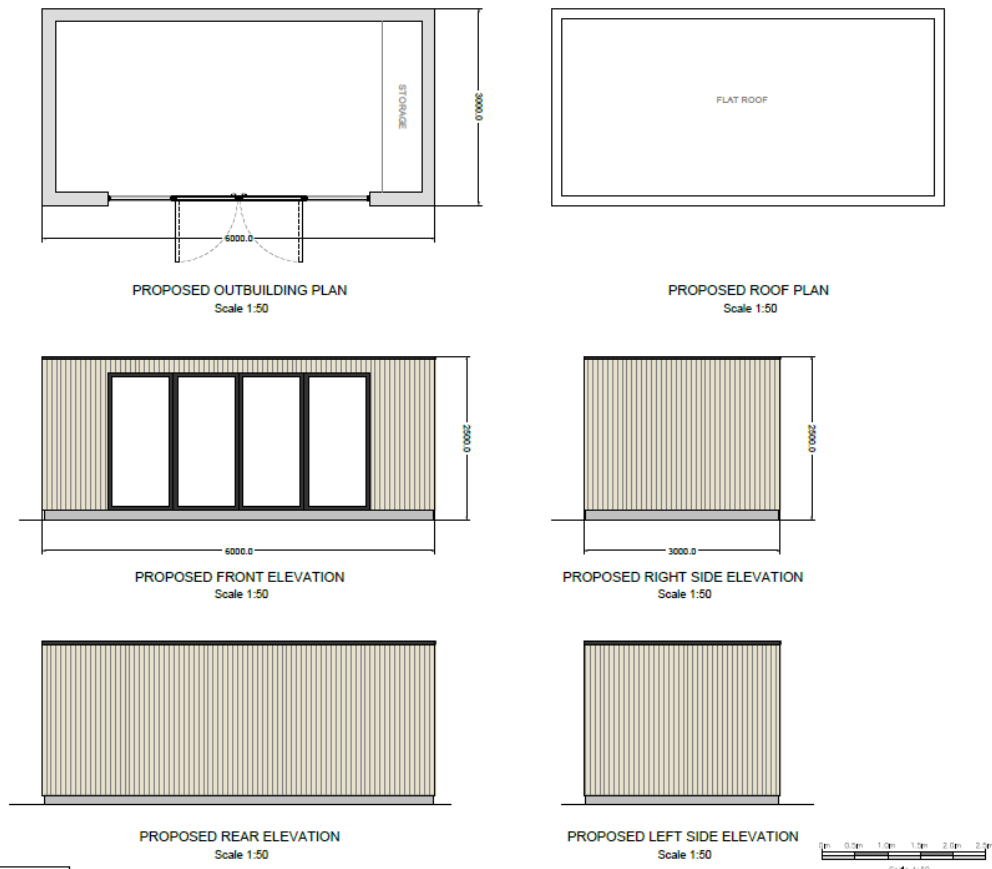 STORAGE
3000.0
6000.0
PROPOSED OUTBUILDING PLAN
Scale 1:50
FLAT ROOF
PROPOSED ROOF PLAN
Scale 1:50
2500.0
6000.0
PROPOSED FRONT ELEVATION
Scale 1:50
2500.0
3000.0
PROPOSED RIGHT SIDE ELEVATION
Scale 1:50
PROPOSED REAR ELEVATION
Scale 1:50
PROPOSED LEFT SIDE ELEVATION
Scale 1:50
0m 0.5m 1.0m 1.5m 2.0m 2.5m